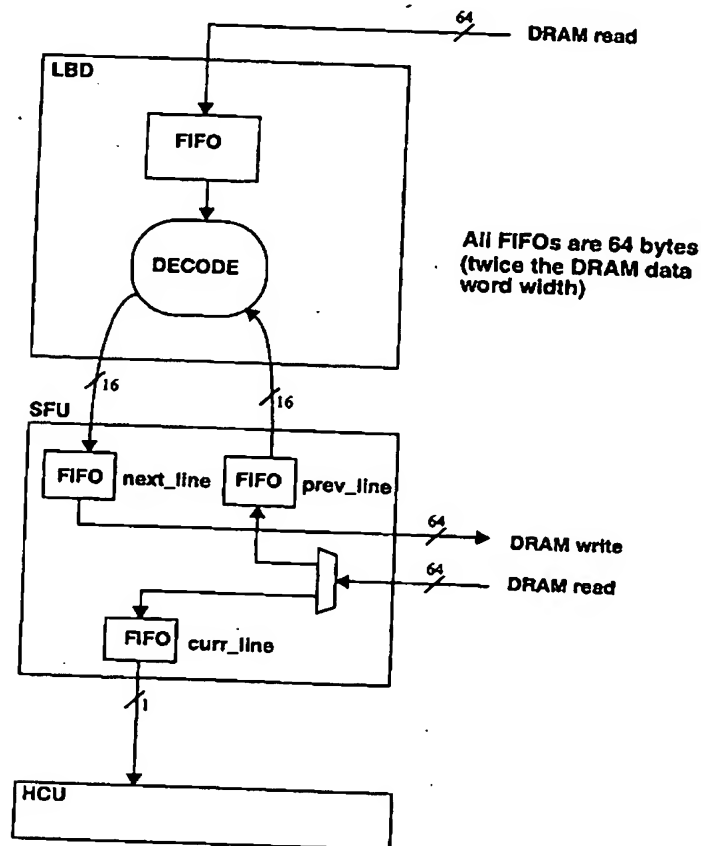 64
DRAM read
LBD
FIFO
DECODE
All FIFOs are 64 bytes
(twice the DRAM data
word width)
16
16
SFU
FIFO next_line
FIFO prev_line
64
DRAM write
64
DRAM read
FIFO curr_line
1
HCU